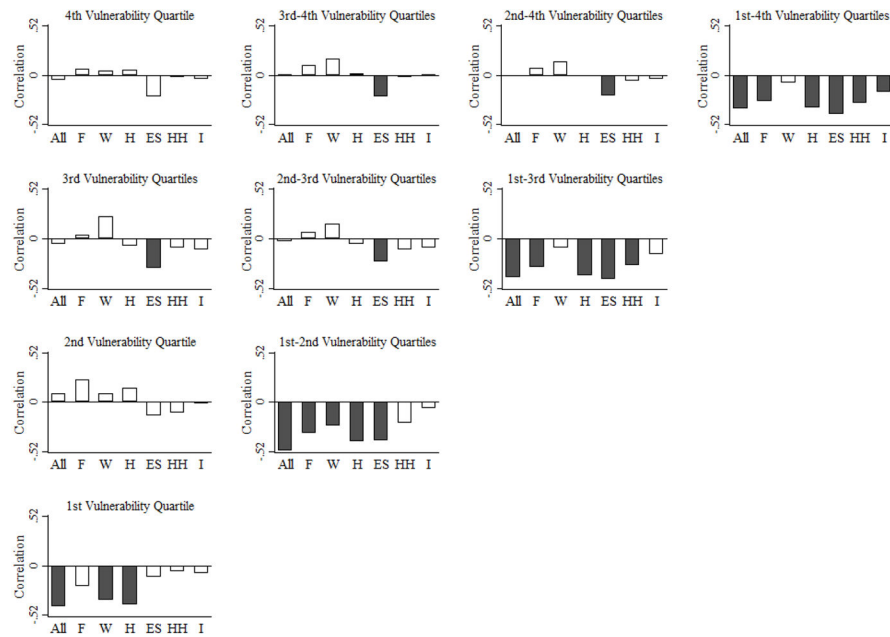 4th Vulnerability Quartile
Correlation
.52
0
-.52
All F W H ES HH I
3rd-4th Vulnerability Quartiles
Correlation
.52
0
-.52
All F W H ES HH I
2nd-4th Vulnerability Quartiles
Correlation
.52
0
-.52
All F W H ES HH I
1st-4th Vulnerability Quartiles
Correlation
.52
0
-.52
All F W H ES HH I
3rd Vulnerability Quartiles
Correlation
.52
0
-.52
All F W H ES HH I
2nd-3rd Vulnerability Quartiles
Correlation
.52
0
-.52
All F W H ES HH I
1st-3rd Vulnerability Quartiles
Correlation
.52
0
-.52
All F W H ES HH I
2nd Vulnerability Quartile
Correlation
.52
0
-.52
All F W H ES HH I
1st-2nd Vulnerability Quartiles
Correlation
.52
0
-.52
All F W H ES HH I
1st Vulnerability Quartile
Correlation
.52
0
-.52
All F W H ES HH I